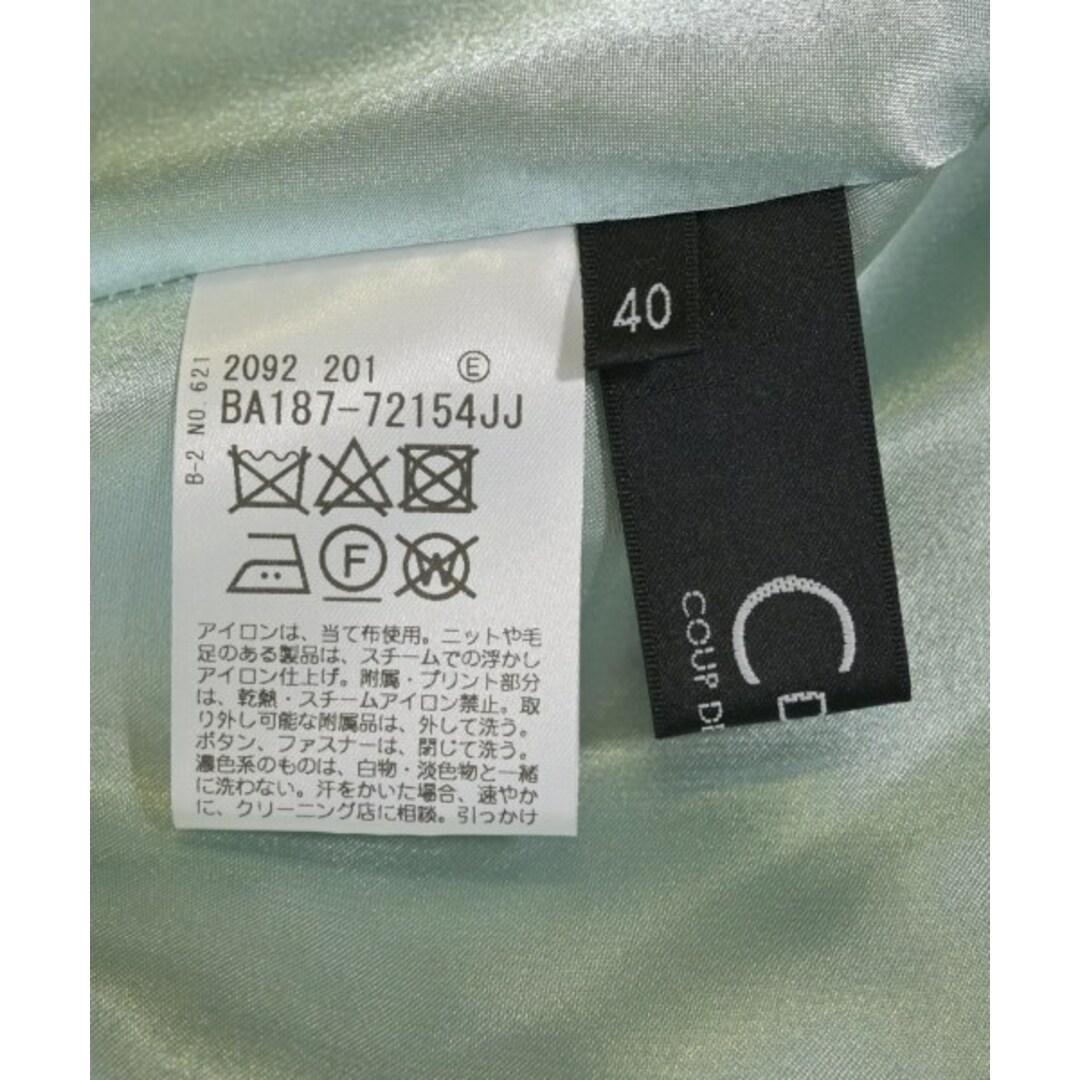 B-2 NO.621
2092 201 Ⓔ
BA187-72154JJ
F
W
アイロンは、当て布使用。ニットや毛
足のある製品は、スチームでの浮かし
アイロン仕上げ。附属・プリント部分
は、乾熱・スチームアイロン禁止。取
り外し可能な附属品は、外して洗う。
ボタン、ファスナーは、閉じて洗う。
濃色系のものは、白物・淡色物と一緒
に洗わない。汗をかいた場合、速やか
に、クリーニング店に相談。引っかけ
40
C
COUP DE